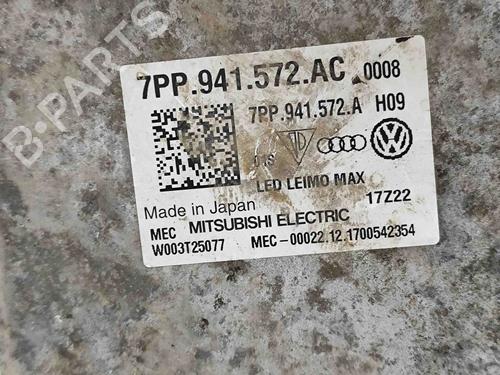 B-PARTS
7PP.941.572.AC 0008
7PP.941.572.A H09
TD
LED LEIMO MAX
Made in Japan 17Z22
MEC MITSUBISHI ELECTRIC
W003T25077 MEC-00022.12.1700542354